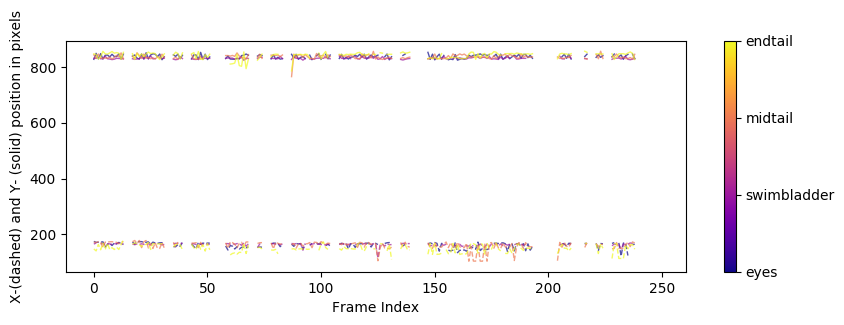 X-(dashed) and Y- (solid) position in pixels
800
600
400
200
0
50
100
150
200
250
Frame Index
endtail
midtail
swimbladder
eyes